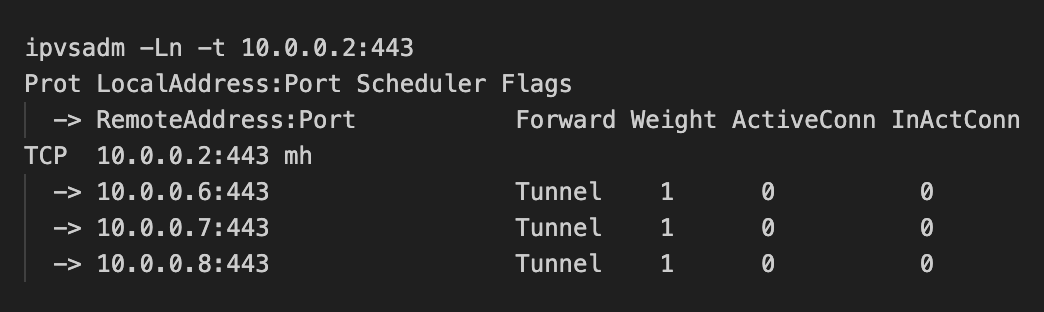 ipvsadm -Ln -t 10.0.0.2:443
Prot LocalAddress:Port Scheduler Flags
  -> RemoteAddress:Port           Forward Weight ActiveConn InActConn
TCP  10.0.0.2:443 mh
  -> 10.0.0.6:443                 Tunnel    1      0          0
  -> 10.0.0.7:443                 Tunnel    1      0          0
  -> 10.0.0.8:443                 Tunnel    1      0          0